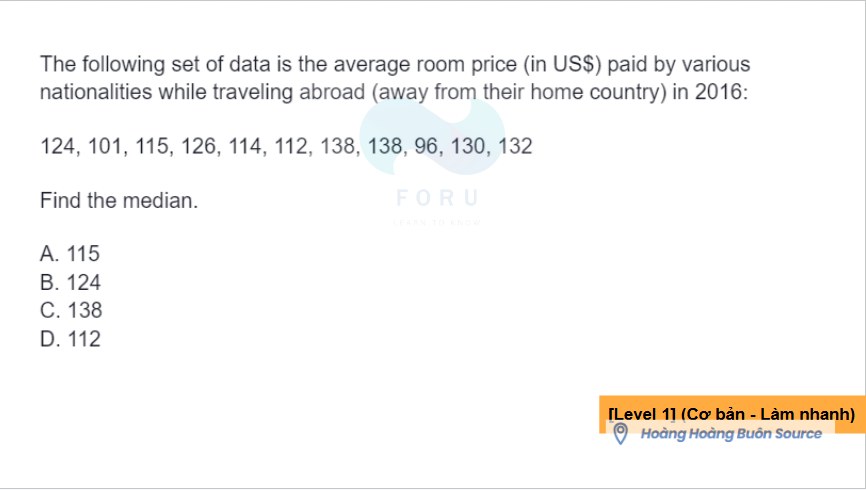 The following set of data is the average room price (in US$) paid by various
nationalities while traveling abroad (away from their home country) in 2016:
124, 101, 115, 126, 114, 112, 138, 138, 96, 130, 132
FORU
Find the median.
A. 115
B. 124
C. 138
D. 112
[Level 1] (Cơ bản - Làm nhanh)
Hoàng Hoàng Buôn Source